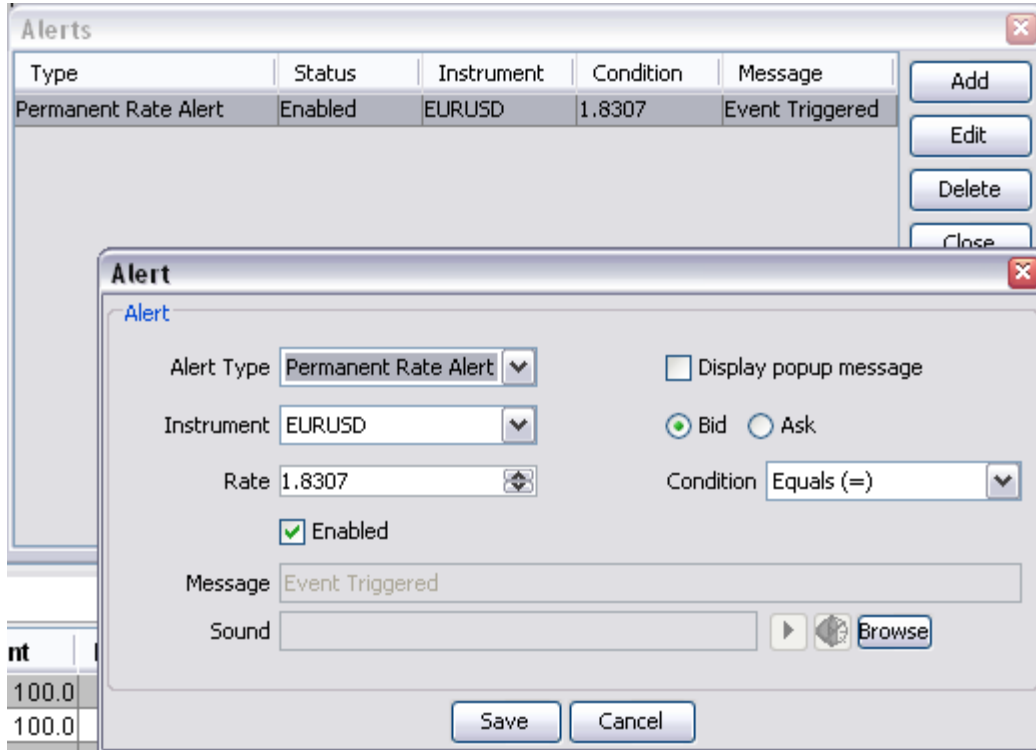 Alerts
Type Status Instrument Condition Message
Permanent Rate Alert Enabled EURUSD 1.8307 Event Triggered
Add
Edit
Delete
Close
Alert
Alert
Alert Type Permanent Rate Alert Display popup message
Instrument EURUSD Bid Ask
Rate 1.8307 Condition Equals (=)
Enabled
Message Event Triggered
Sound Browse
nt
100.0
100.0
Save Cancel